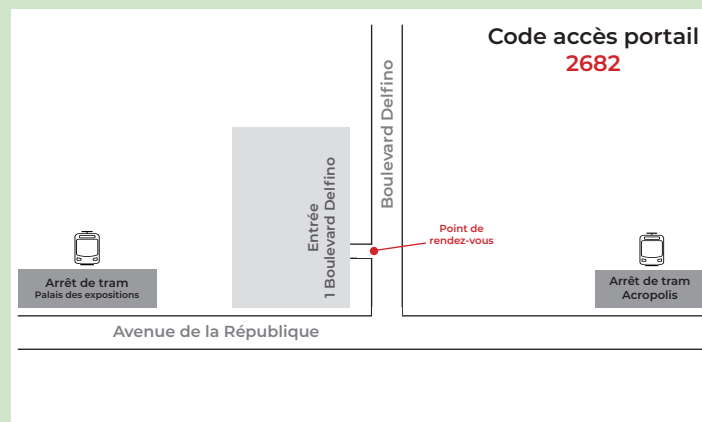 Code accès portail
2682
Boulevard Delfino
Entrée
1 Boulevard Delfino
Point de
rendez-vous
Arrêt de tram
Palais des expositions
Arrêt de tram
Acropolis
Avenue de la République